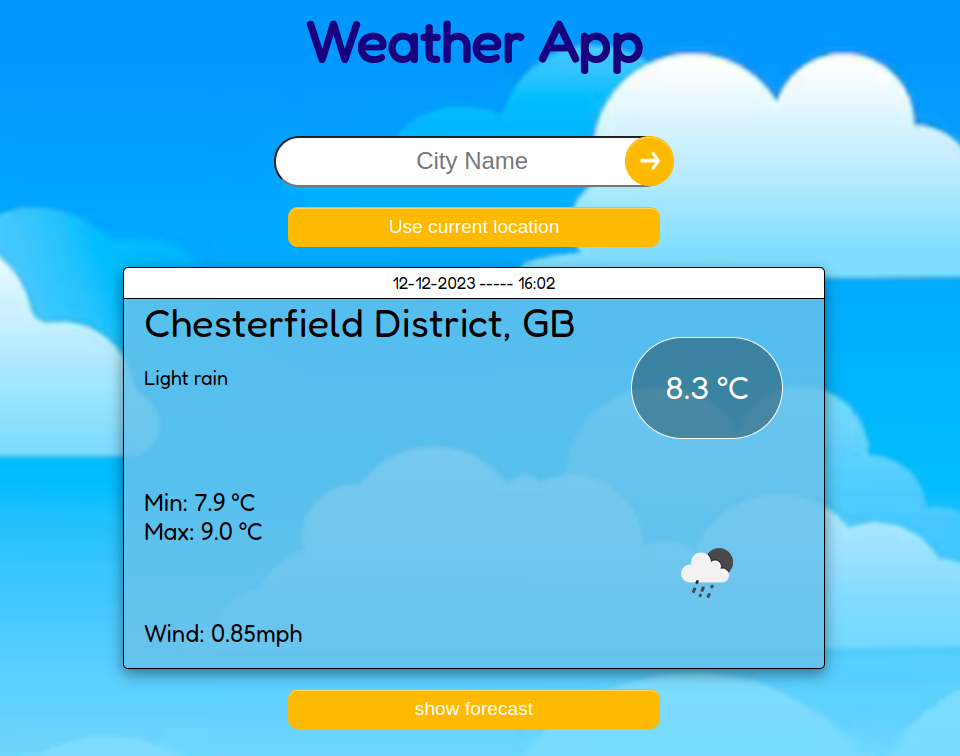 Weather App
City Name
Use current location
12-12-2023 ----- 16:02
Chesterfield District, GB
Light rain
8.3 °C
Min: 7.9 °C
Max: 9.0 °C
Wind: 0.85mph
show forecast